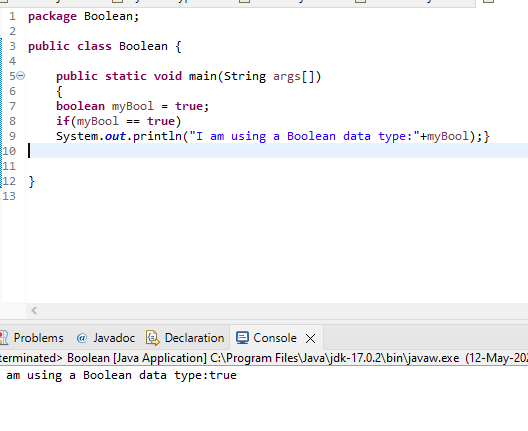 1 package Boolean;
2
3 public class Boolean {
4
5 public static void main(String args[])
6 {
7 boolean myBool = true;
8 if(myBool == true)
9 System.out.println("I am using a Boolean data type:"+myBool);}
10
11
12 }
13
Problems @ Javadoc Declaration Console
terminated> Boolean [Java Application] C:\Program Files\Java\jdk-17.0.2\bin\javaw.exe (12-May-202
am using a Boolean data type:true